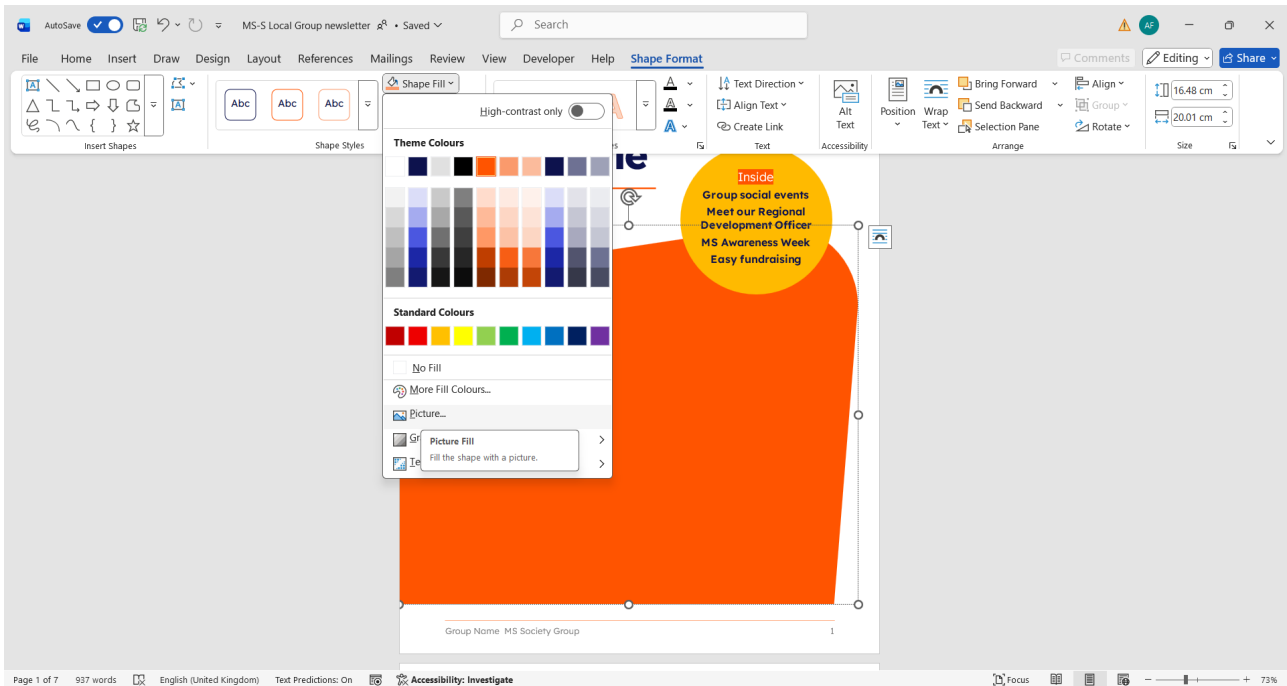 AutoSave
MS-S Local Group newsletter • Saved
Search
AF
File Home Insert Draw Design Layout References Mailings Review View Developer Help Shape Format
Comments Editing Share
Abc Abc Abc
Shape Fill
Text Direction
Align Text
Create Link
Alt Text
Position
Wrap Text
Bring Forward
Send Backward
Selection Pane
Align
Group
Rotate
16.48 cm
20.01 cm
Insert Shapes Shape Styles Text Accessibility Arrange Size
High-contrast only
Theme Colours
Standard Colours
No Fill
More Fill Colours...
Picture...
Picture Fill
Fill the shape with a picture.
Inside
Group social events
Meet our Regional
Development Officer
MS Awareness Week
Easy fundraising
Group Name MS Society Group 1
Page 1 of 7 937 words English (United Kingdom) Text Predictions: On Accessibility: Investigate Focus 73%